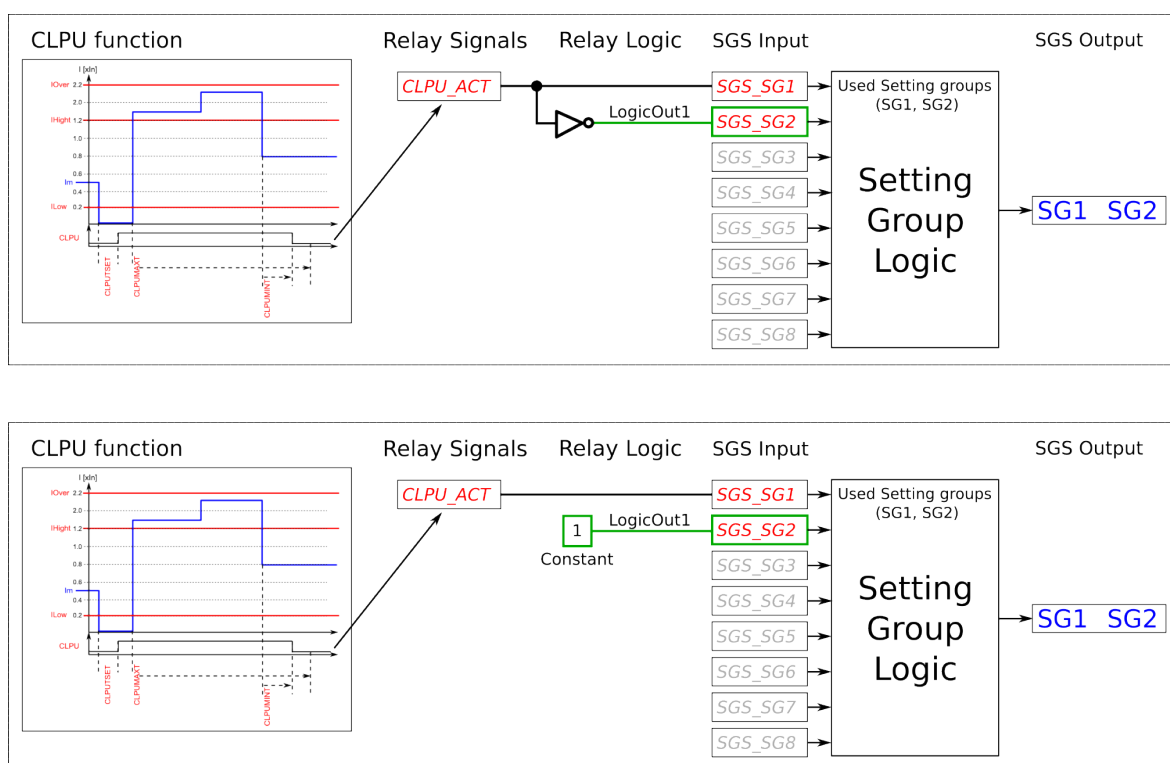 CLPU function
Relay Signals
Relay Logic
SGS Input
SGS Output
I [xIn]
IOver 2.2
2.0
IHight 1.2
1.0
0.8
Im
0.4
ILow 0.2
CLPU
CLPUTSET
CLPUMAXT
CLPUMINT
CLPU_ACT
LogicOut1
SGS_SG1
SGS_SG2
SGS_SG3
SGS_SG4
SGS_SG5
SGS_SG6
SGS_SG7
SGS_SG8
Used Setting groups
(SG1, SG2)
Setting
Group
Logic
SG1 SG2
CLPU function
Relay Signals
Relay Logic
SGS Input
SGS Output
I [xIn]
IOver 2.2
2.0
IHight 1.2
1.0
0.8
0.6
Im
0.4
ILow 0.2
CLPU
CLPUTSET
CLPUMAXT
CLPUMINT
CLPU_ACT
LogicOut1
1
Constant
SGS_SG1
SGS_SG2
SGS_SG3
SGS_SG4
SGS_SG5
SGS_SG6
SGS_SG7
SGS_SG8
Used Setting groups
(SG1, SG2)
Setting
Group
Logic
SG1 SG2